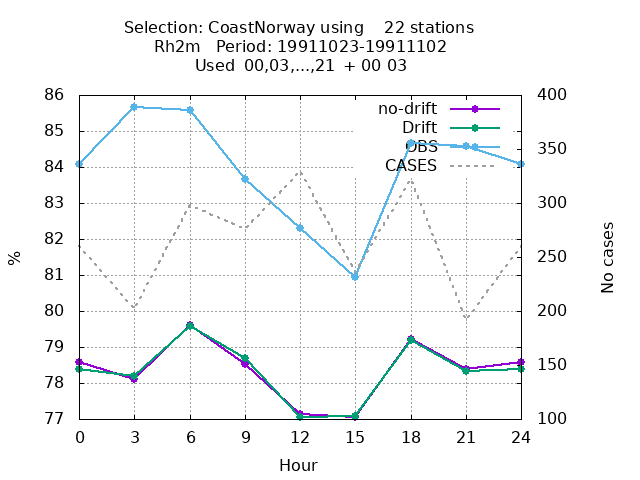 Selection: CoastNorway using 22 stations
Rh2m Period: 19911023-19911102
Used 00,03,...,21 + 00 03
86 400
no-drift
85 Drift
350
OBS
84 CASES
83 300
82
250
81
80 200
79
150
78
77 100
%
No cases
0 3 6 9 12 15 18 21 24
Hour